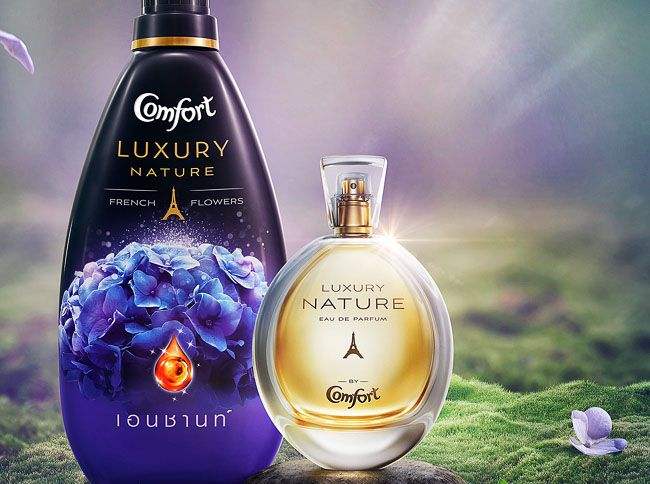 Comfort
LUXURY
NATURE
FRENCH FLOWERS
เอนชานท์
LUXURY
NATURE
EAU DE PARFUM
BY
Comfort